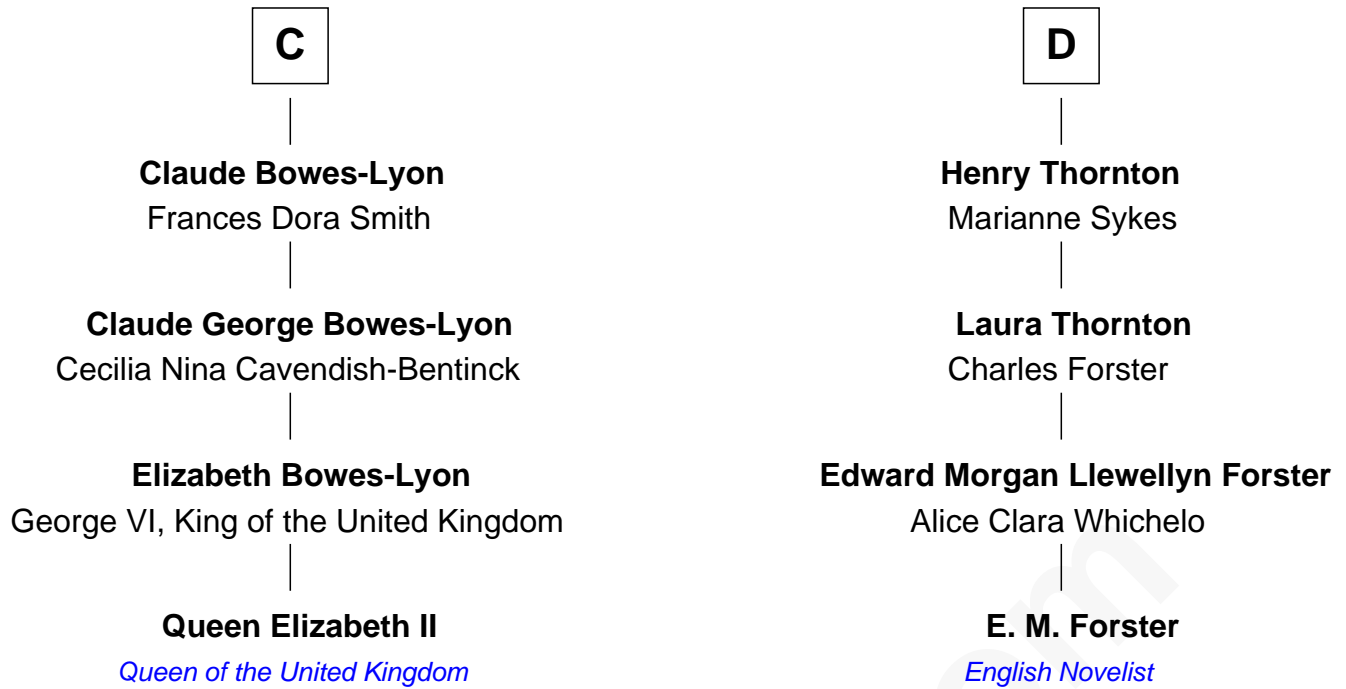 C
Claude Bowes-Lyon
Frances Dora Smith
Claude George Bowes-Lyon
Cecilia Nina Cavendish-Bentinck
Elizabeth Bowes-Lyon
George VI, King of the United Kingdom
Queen Elizabeth II
Queen of the United Kingdom
D
Henry Thornton
Marianne Sykes
Laura Thornton
Charles Forster
Edward Morgan Llewellyn Forster
Alice Clara Whichelo
E. M. Forster
English Novelist